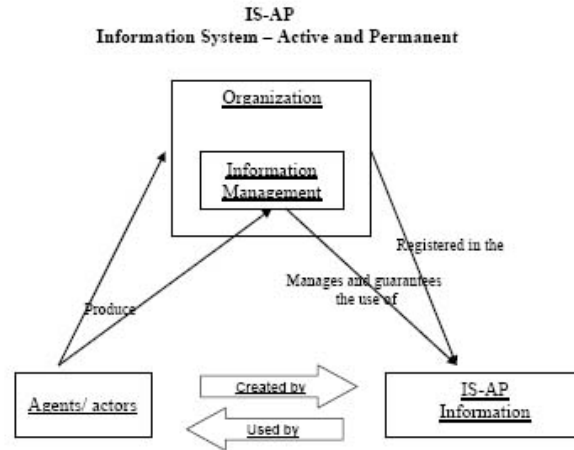 IS-AP
Information System – Active and Permanent
Organization
Information
Management
Registered in the
Manages and guarantees
the use of
Produce
Agents/ actors
Created by
Used by
IS-AP
Information